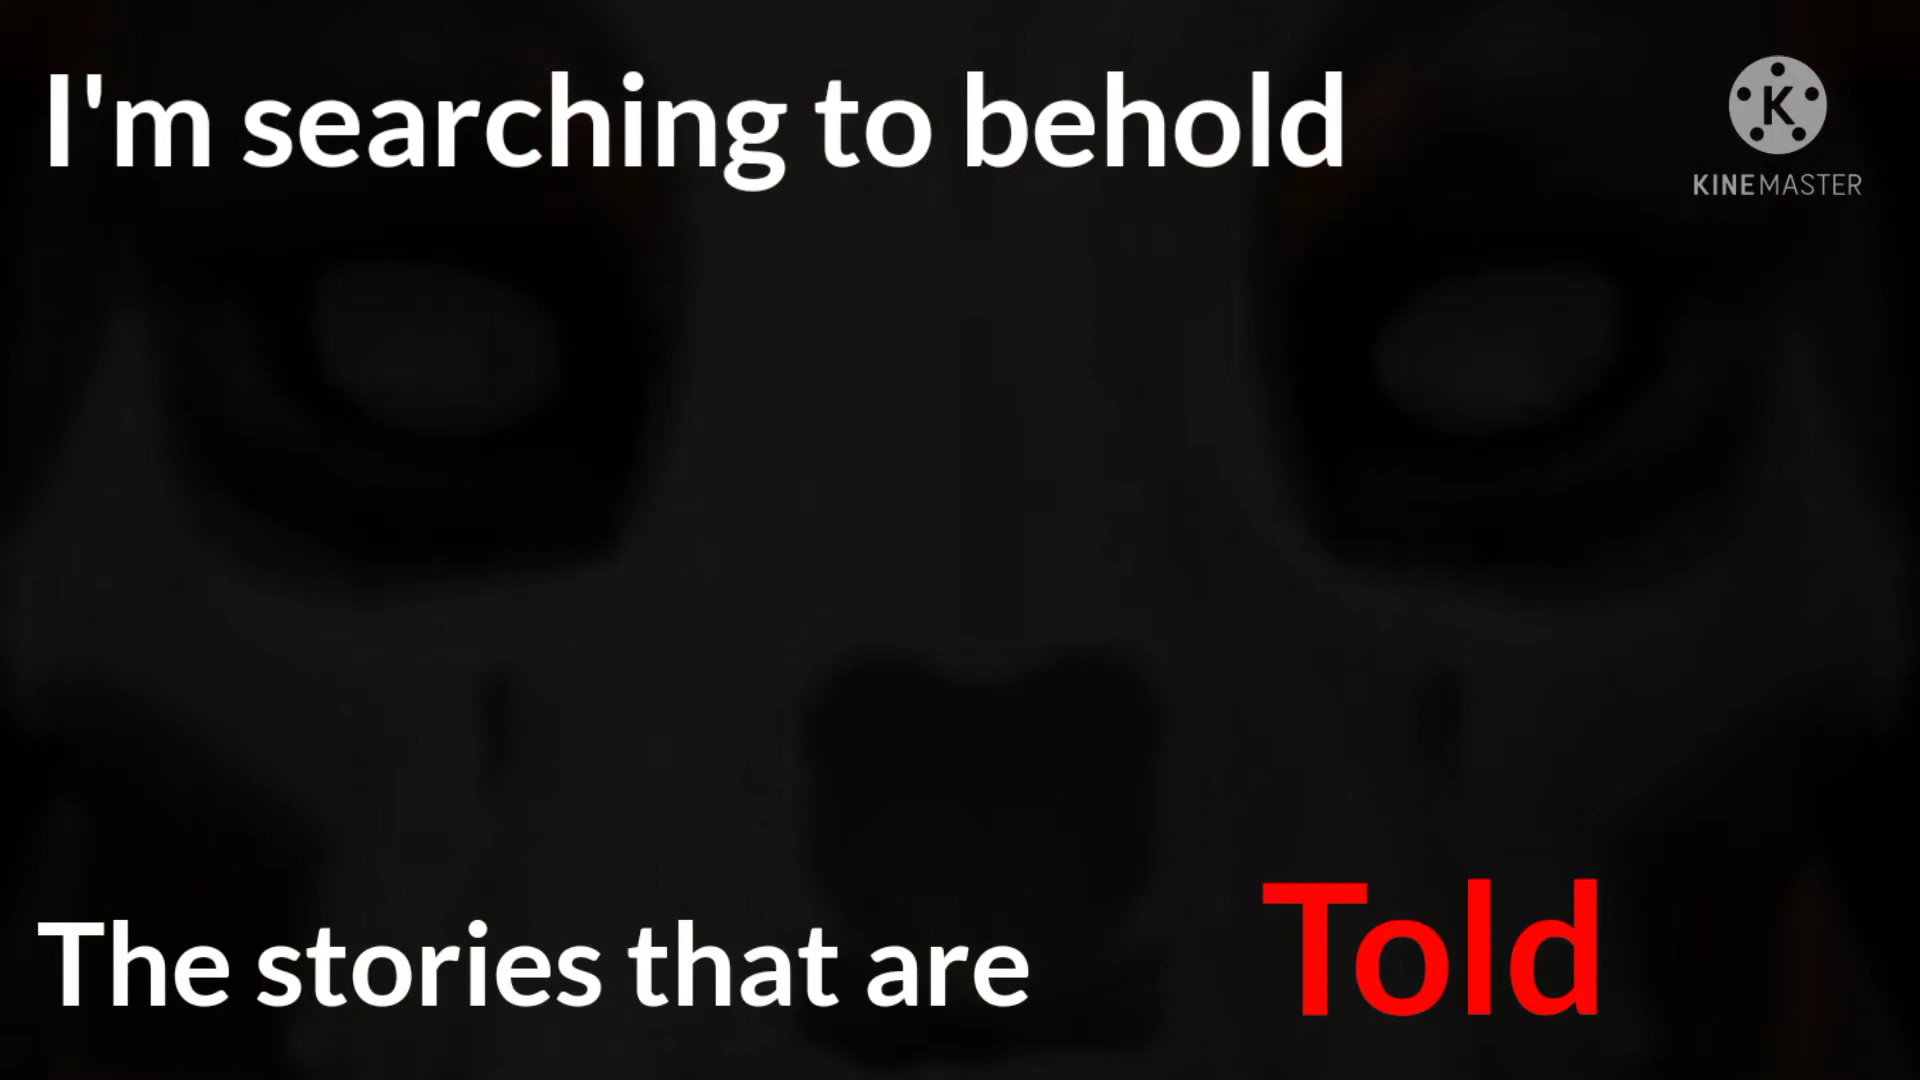 I'm searching to behold
K
KINEMASTER
The stories that are Told